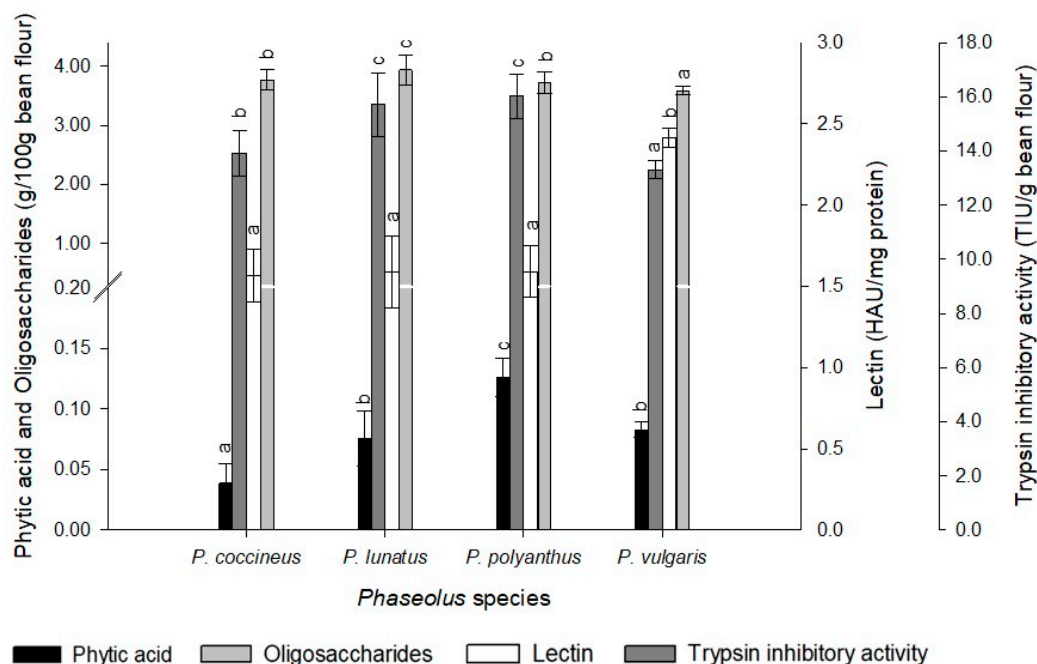 Phytic acid and Oligosaccharides (g/100g bean flour)
4.00
3.00
2.00
1.00
0.20
0.15
0.10
0.05
0.00
a
b
a
b
b
c
a
c
c
c
a
b
b
a
b
a
3.0
2.5
2.0
1.5
1.0
0.5
0.0
Lectin (HAU/mg protein)
18.0
16.0
14.0
12.0
10.0
8.0
6.0
4.0
2.0
0.0
Trypsin inhibitory activity (TIU/g bean flour)
P. coccineus P. lunatus P. polyanthus P. vulgaris
Phaseolus species
Phytic acid Oligosaccharides Lectin Trypsin inhibitory activity